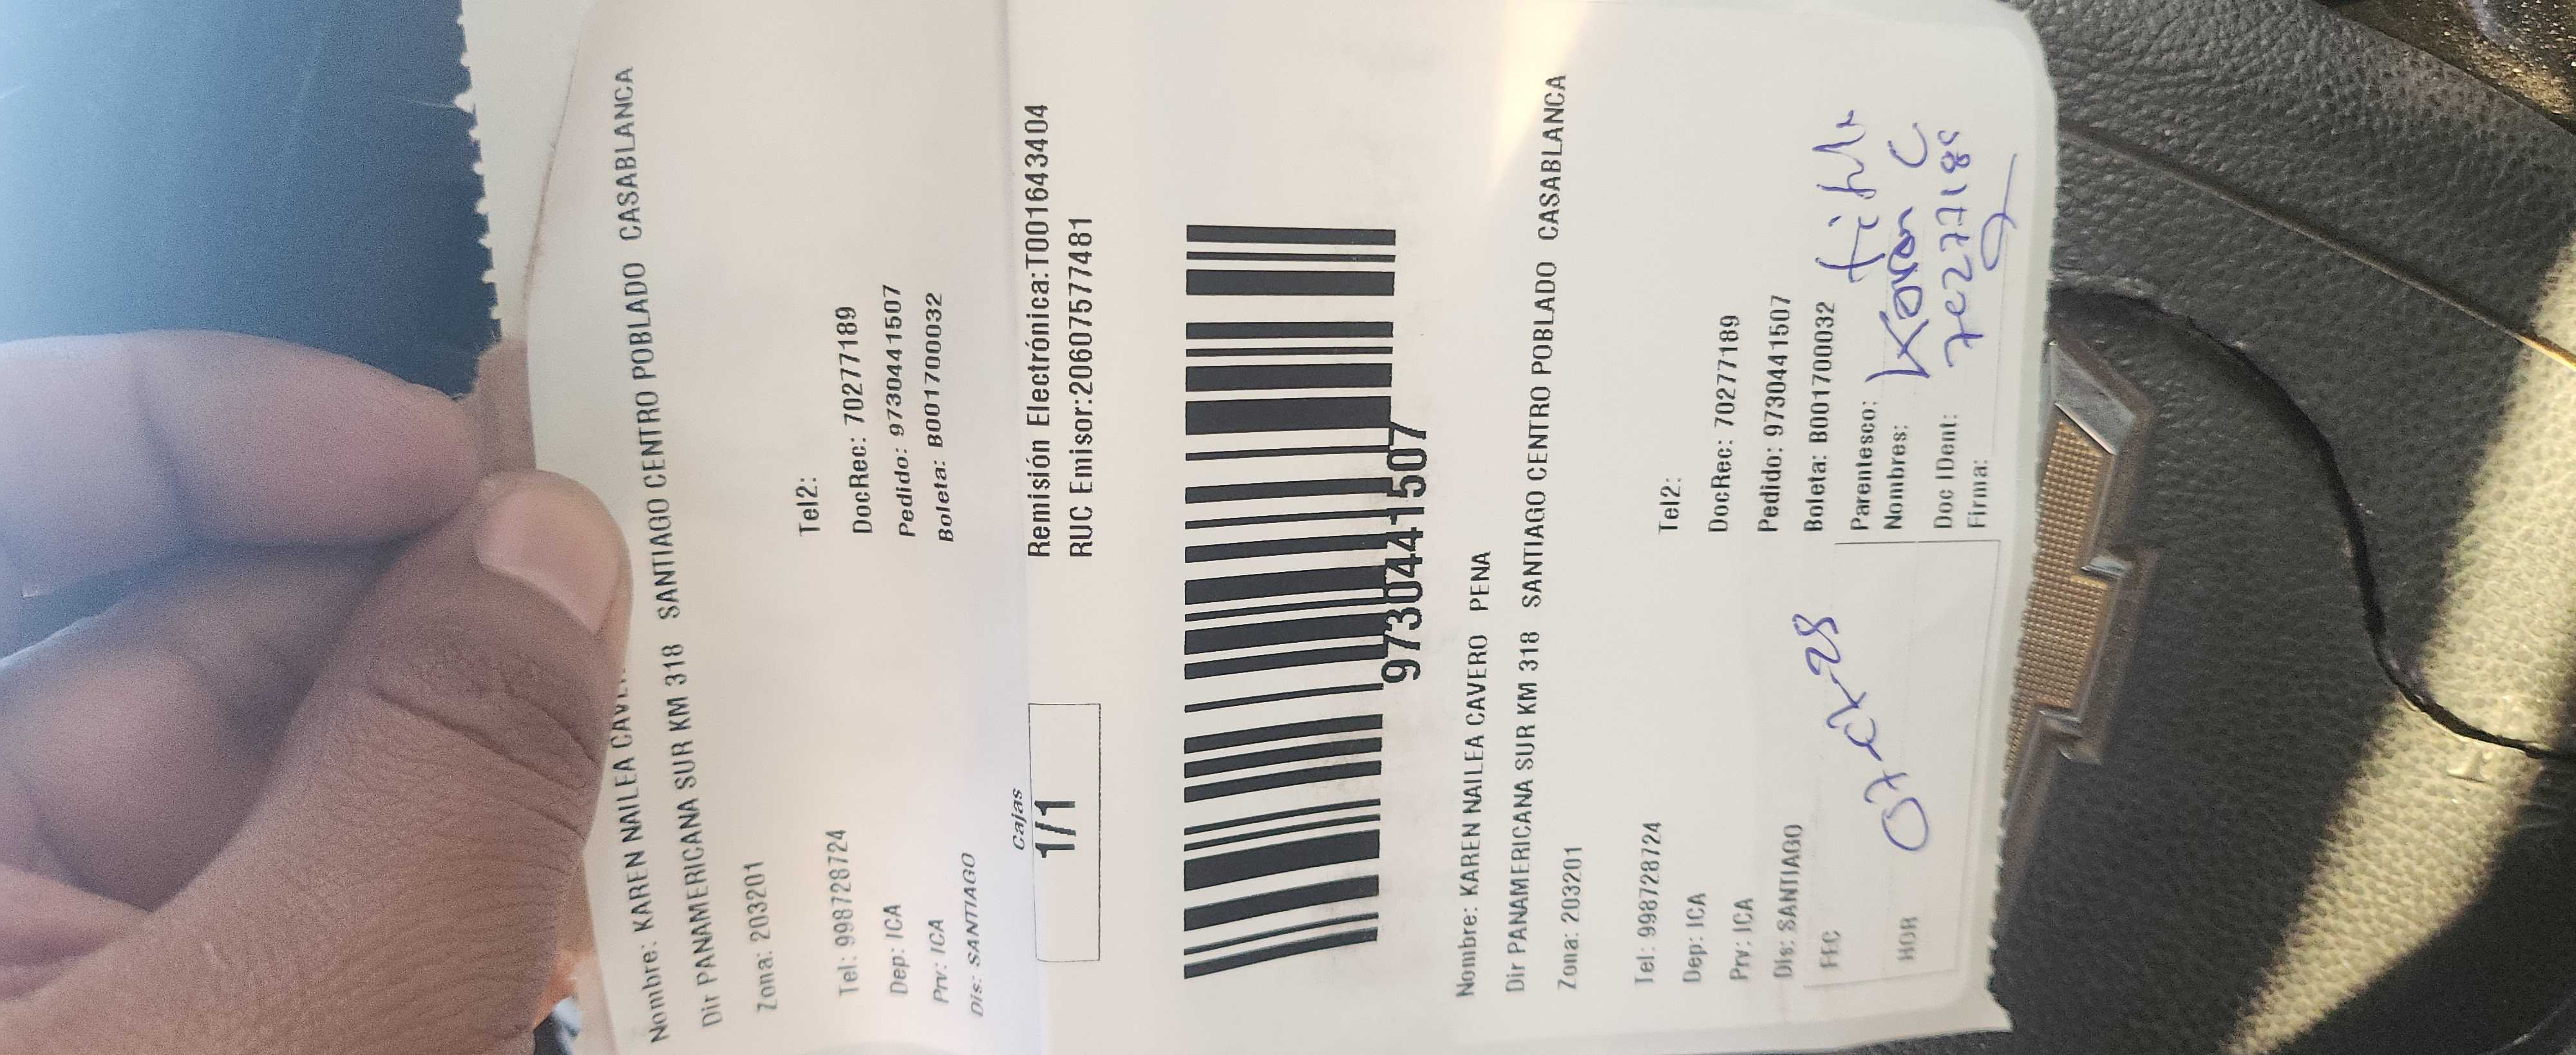 Nombre: KAREN NAILEA CAVE
Dir PANAMERICANA SUR KM 318 SANTIAGO CENTRO POBLADO CASABLANCA
Zona: 203201
Tel: 998728724 Tel2:
Dep: ICA DocRec: 70277189
Prv: ICA Pedido: 973044 1507
Dis: SANTIAGO Boleta: B001700032
Cajas
1/1
Remisión Electrónica:T001643404
RUC Emisor:20607577481
9730441507
Nombre: KAREN NAILEA CAVERO PENA
Dir PANAMERICANA SUR KM 318 SANTIAGO CENTRO POBLADO CASABLANCA
Zona: 203201
Tel: 998728724 Tel2:
Dep: ICA DocRec: 70277189
Prv: ICA Pedido: 9730441507
Dis: SANTIAGO Boleta: B001700032
FEC
HOR
Parentesco:
Nombres: Karen C
Doc IDent: 70277189
Firma: